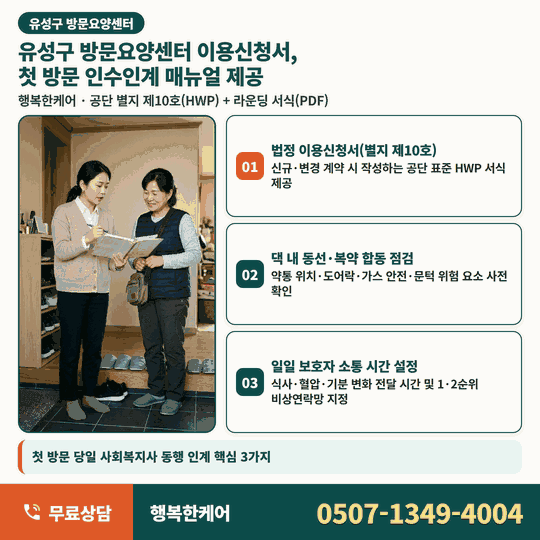 유성구 방문요양센터
유성구 방문요양센터 이용신청서,
첫 방문 인수인계 매뉴얼 제공
행복한케어 · 공단 별지 제10호(HWP) + 라운딩 서식(PDF)
01
법정 이용신청서(별지 제10호)
신규·변경 계약 시 작성하는 공단 표준 HWP 서식
제공
02
댁 내 동선·복약 합동 점검
약통 위치·도어락·가스 안전·문턱 위험 요소 사전
확인
03
일일 보호자 소통 시간 설정
식사·혈압·기분 변화 전달 시간 및 1·2순위
비상연락망 지정
첫 방문 당일 사회복지사 동행 인계 핵심 3가지
무료상담
행복한케어
0507-1349-4004